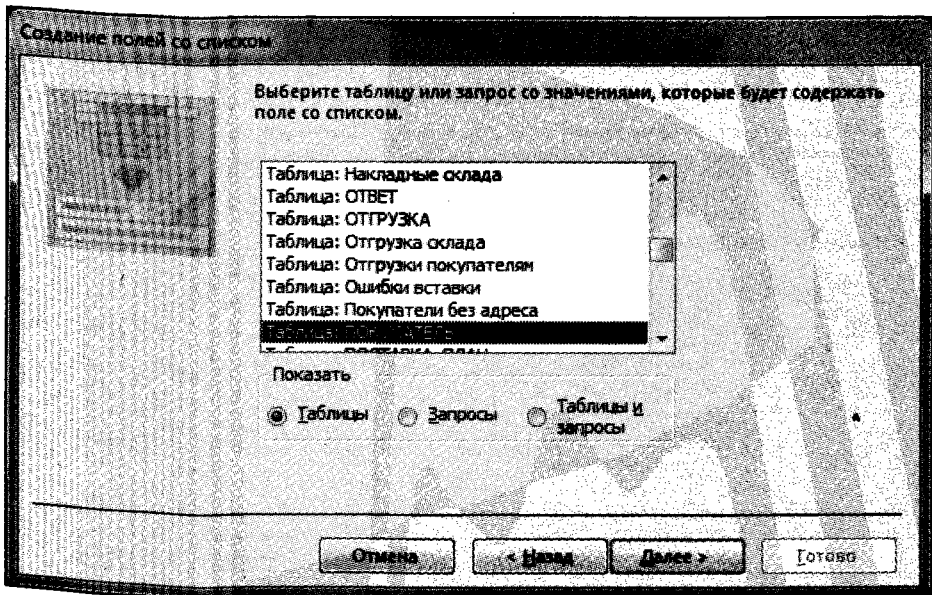 Создание полей со списком
Выберите таблицу или запрос со значениями, которые будет содержать
поле со списком.
Таблица: Накладные склада
Таблица: ОТВЕТ
Таблица: ОТГРУЗКА
Таблица: Отгрузка склада
Таблица: Отгрузки покупателям
Таблица: Ошибки вставки
Таблица: Покупатели без адреса
Таблица: ПОКУПАТЕЛЬ
Показать
Таблицы
Запросы
Таблицы и
запросы
Отмена
< Назад
Далее >
Готово